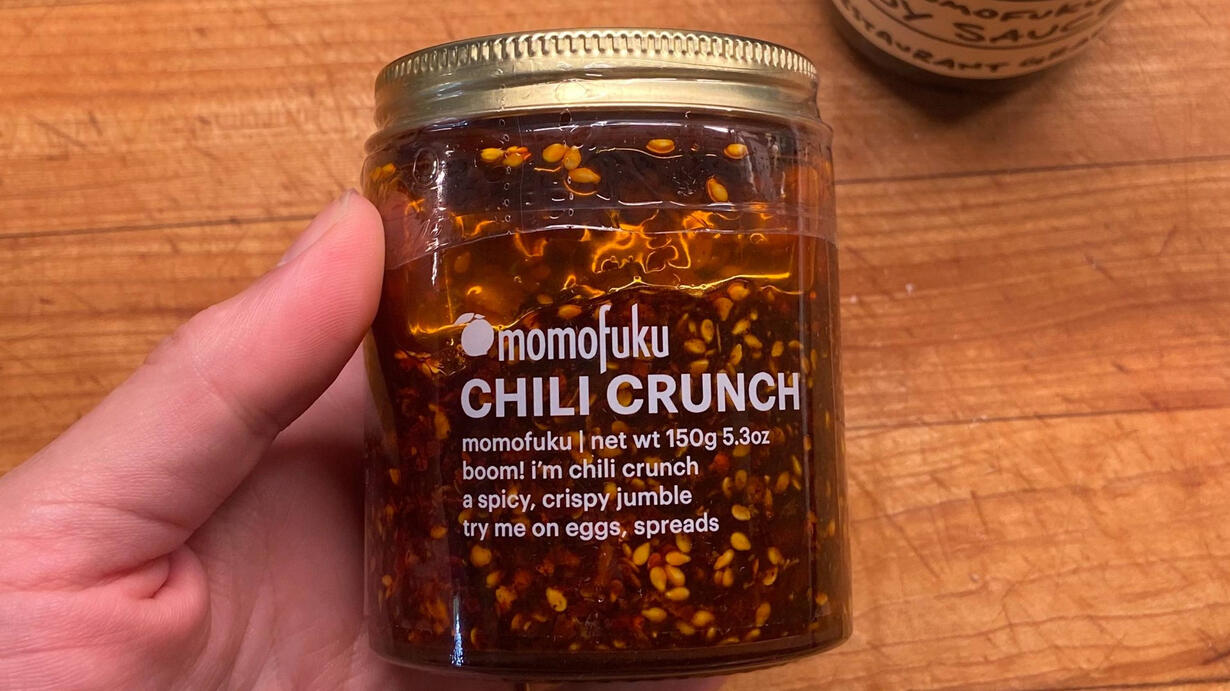 SAUCE
momofuku
CHILI CRUNCH
momofuku | net wt 150g 5.3oz
boom! i'm chili crunch
a spicy, crispy jumble
try me on eggs, spreads